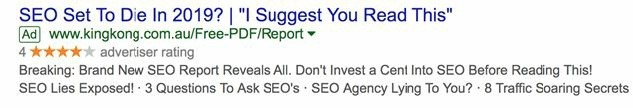 SEO Set To Die In 2019? | "I Suggest You Read This"
Ad www.kingkong.com.au/Free-PDF/Report
4 ★★★★★ advertiser rating
Breaking: Brand New SEO Report Reveals All. Don't Invest a Cent Into SEO Before Reading This!
SEO Lies Exposed! · 3 Questions To Ask SEO's · SEO Agency Lying To You? · 8 Traffic Soaring Secrets